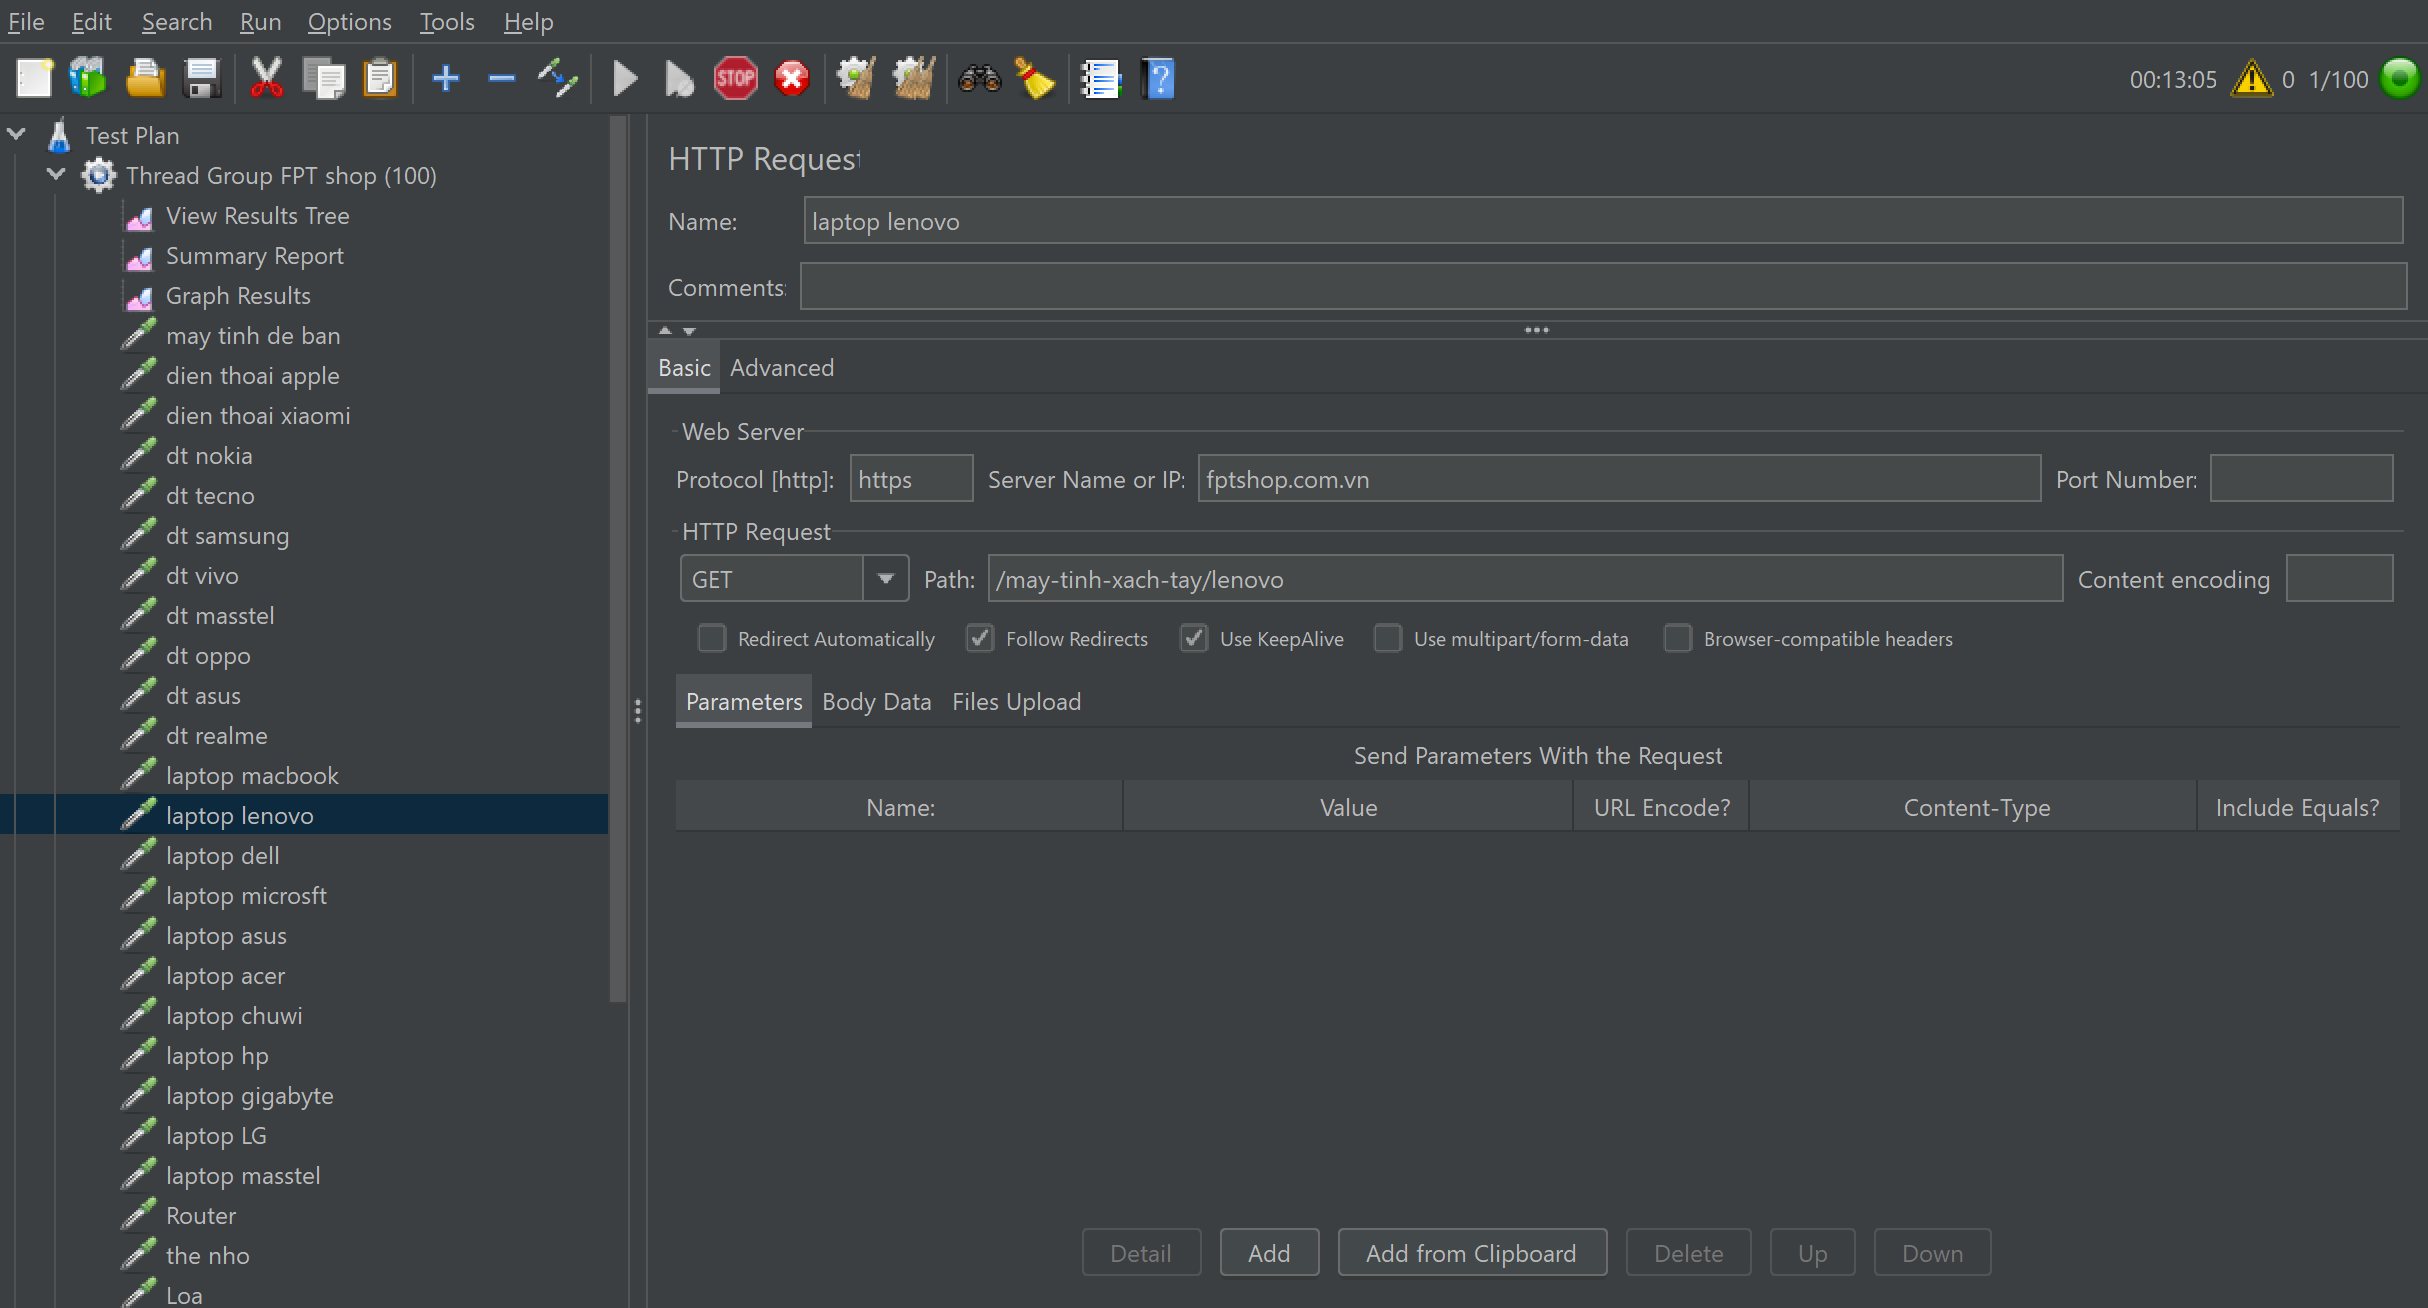 File Edit Search Run Options Tools Help
STOP
?
00:13:05 0 1/100
Test Plan
Thread Group FPT shop (100)
View Results Tree
Summary Report
Graph Results
may tinh de ban
dien thoai apple
dien thoai xiaomi
dt nokia
dt tecno
dt samsung
dt vivo
dt masstel
dt oppo
dt asus
dt realme
laptop macbook
laptop lenovo
laptop dell
laptop microsft
laptop asus
laptop acer
laptop chuwi
laptop hp
laptop gigabyte
laptop LG
laptop masstel
Router
the nho
Loa
HTTP Request
Name: laptop lenovo
Comments:
Basic Advanced
Web Server
Protocol [http]: https Server Name or IP: fptshop.com.vn Port Number:
HTTP Request
GET Path: /may-tinh-xach-tay/lenovo Content encoding
Redirect Automatically Follow Redirects Use KeepAlive Use multipart/form-data Browser-compatible headers
Parameters Body Data Files Upload
Send Parameters With the Request
Name: Value URL Encode? Content-Type Include Equals?
Detail Add Add from Clipboard Delete Up Down